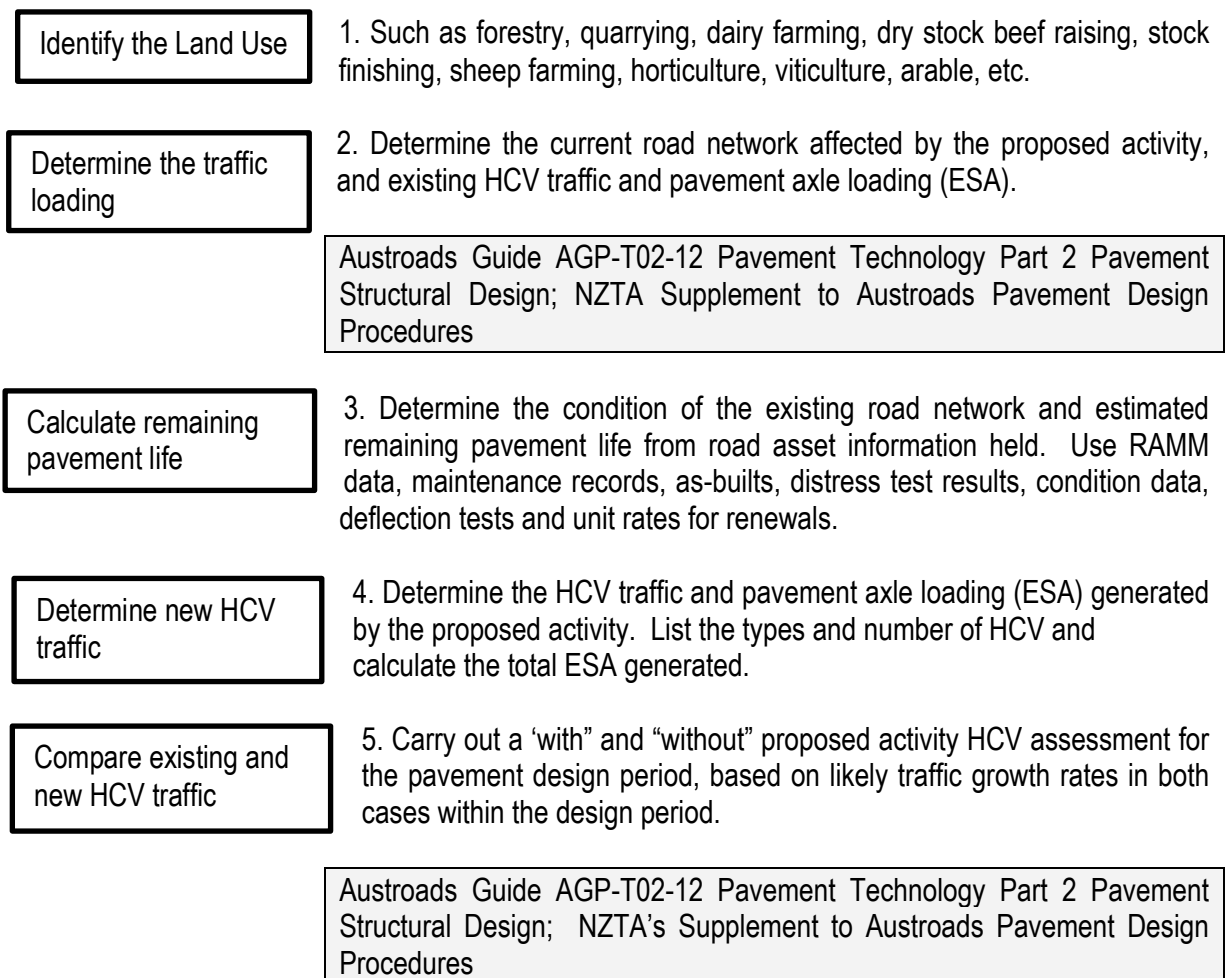 Identify the Land Use
1. Such as forestry, quarrying, dairy farming, dry stock beef raising, stock
finishing, sheep farming, horticulture, viticulture, arable, etc.
Determine the traffic
loading
2. Determine the current road network affected by the proposed activity,
and existing HCV traffic and pavement axle loading (ESA).
Austroads Guide AGP-T02-12 Pavement Technology Part 2 Pavement
Structural Design; NZTA Supplement to Austroads Pavement Design
Procedures
Calculate remaining
pavement life
3. Determine the condition of the existing road network and estimated
remaining pavement life from road asset information held. Use RAMM
data, maintenance records, as-builts, distress test results, condition data,
deflection tests and unit rates for renewals.
Determine new HCV
traffic
4. Determine the HCV traffic and pavement axle loading (ESA) generated
by the proposed activity. List the types and number of HCV and
calculate the total ESA generated.
Compare existing and
new HCV traffic
5. Carry out a ‘with” and “without” proposed activity HCV assessment for
the pavement design period, based on likely traffic growth rates in both
cases within the design period.
Austroads Guide AGP-T02-12 Pavement Technology Part 2 Pavement
Structural Design; NZTA’s Supplement to Austroads Pavement Design
Procedures